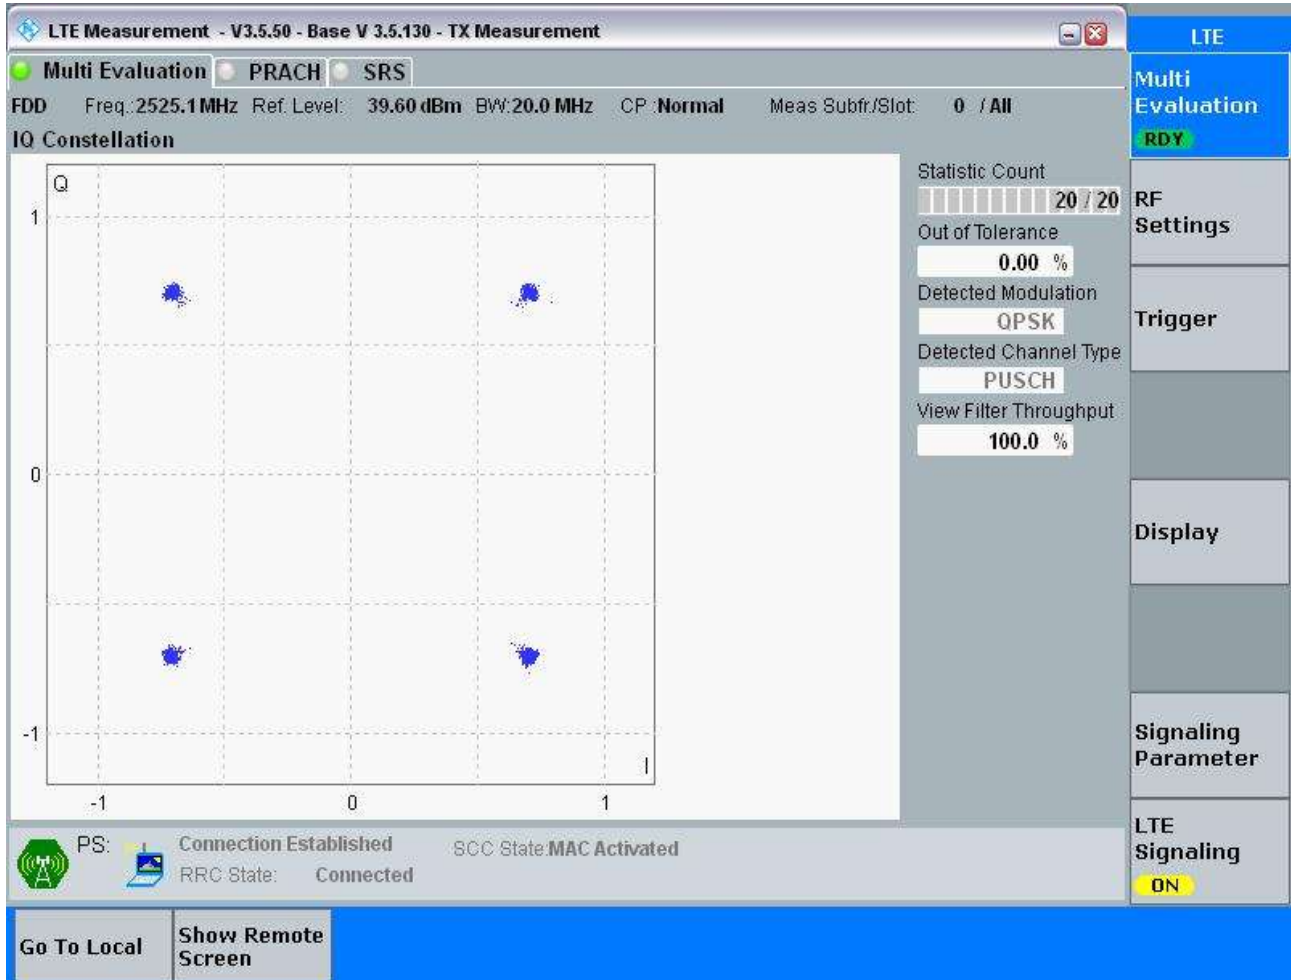 LTE Measurement - V3.5.50 - Base V 3.5.130 - TX Measurement
LTE
Multi Evaluation PRACH SRS
Multi
Evaluation
RDY
FDD Freq.:2525.1 MHz Ref. Level: 39.60 dBm BW:20.0 MHz CP :Normal Meas Subfr./Slot: 0 / All
IQ Constellation
Q
1
0
-1
I
-1 0 1
Statistic Count
20 / 20
Out of Tolerance
0.00 %
Detected Modulation
QPSK
Detected Channel Type
PUSCH
View Filter Throughput
100.0 %
RF
Settings
Trigger
Display
Signaling
Parameter
LTE
Signaling
ON
PS: Connection Established SCC State:MAC Activated
RRC State: Connected
Go To Local
Show Remote
Screen